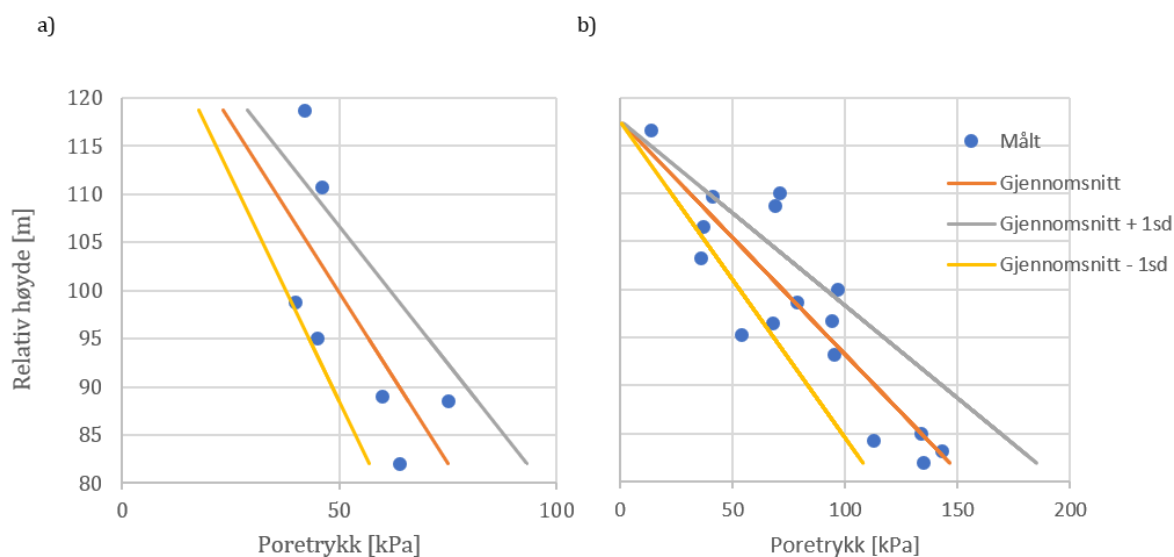 a)
b)
120
115
110
105
100
95
90
85
80
Relativ høyde [m]
0
50
100
Poretrykk [kPa]
0
50
100
150
200
Poretrykk [kPa]
Målt
Gjennomsnitt
Gjennomsnitt + 1sd
Gjennomsnitt - 1sd